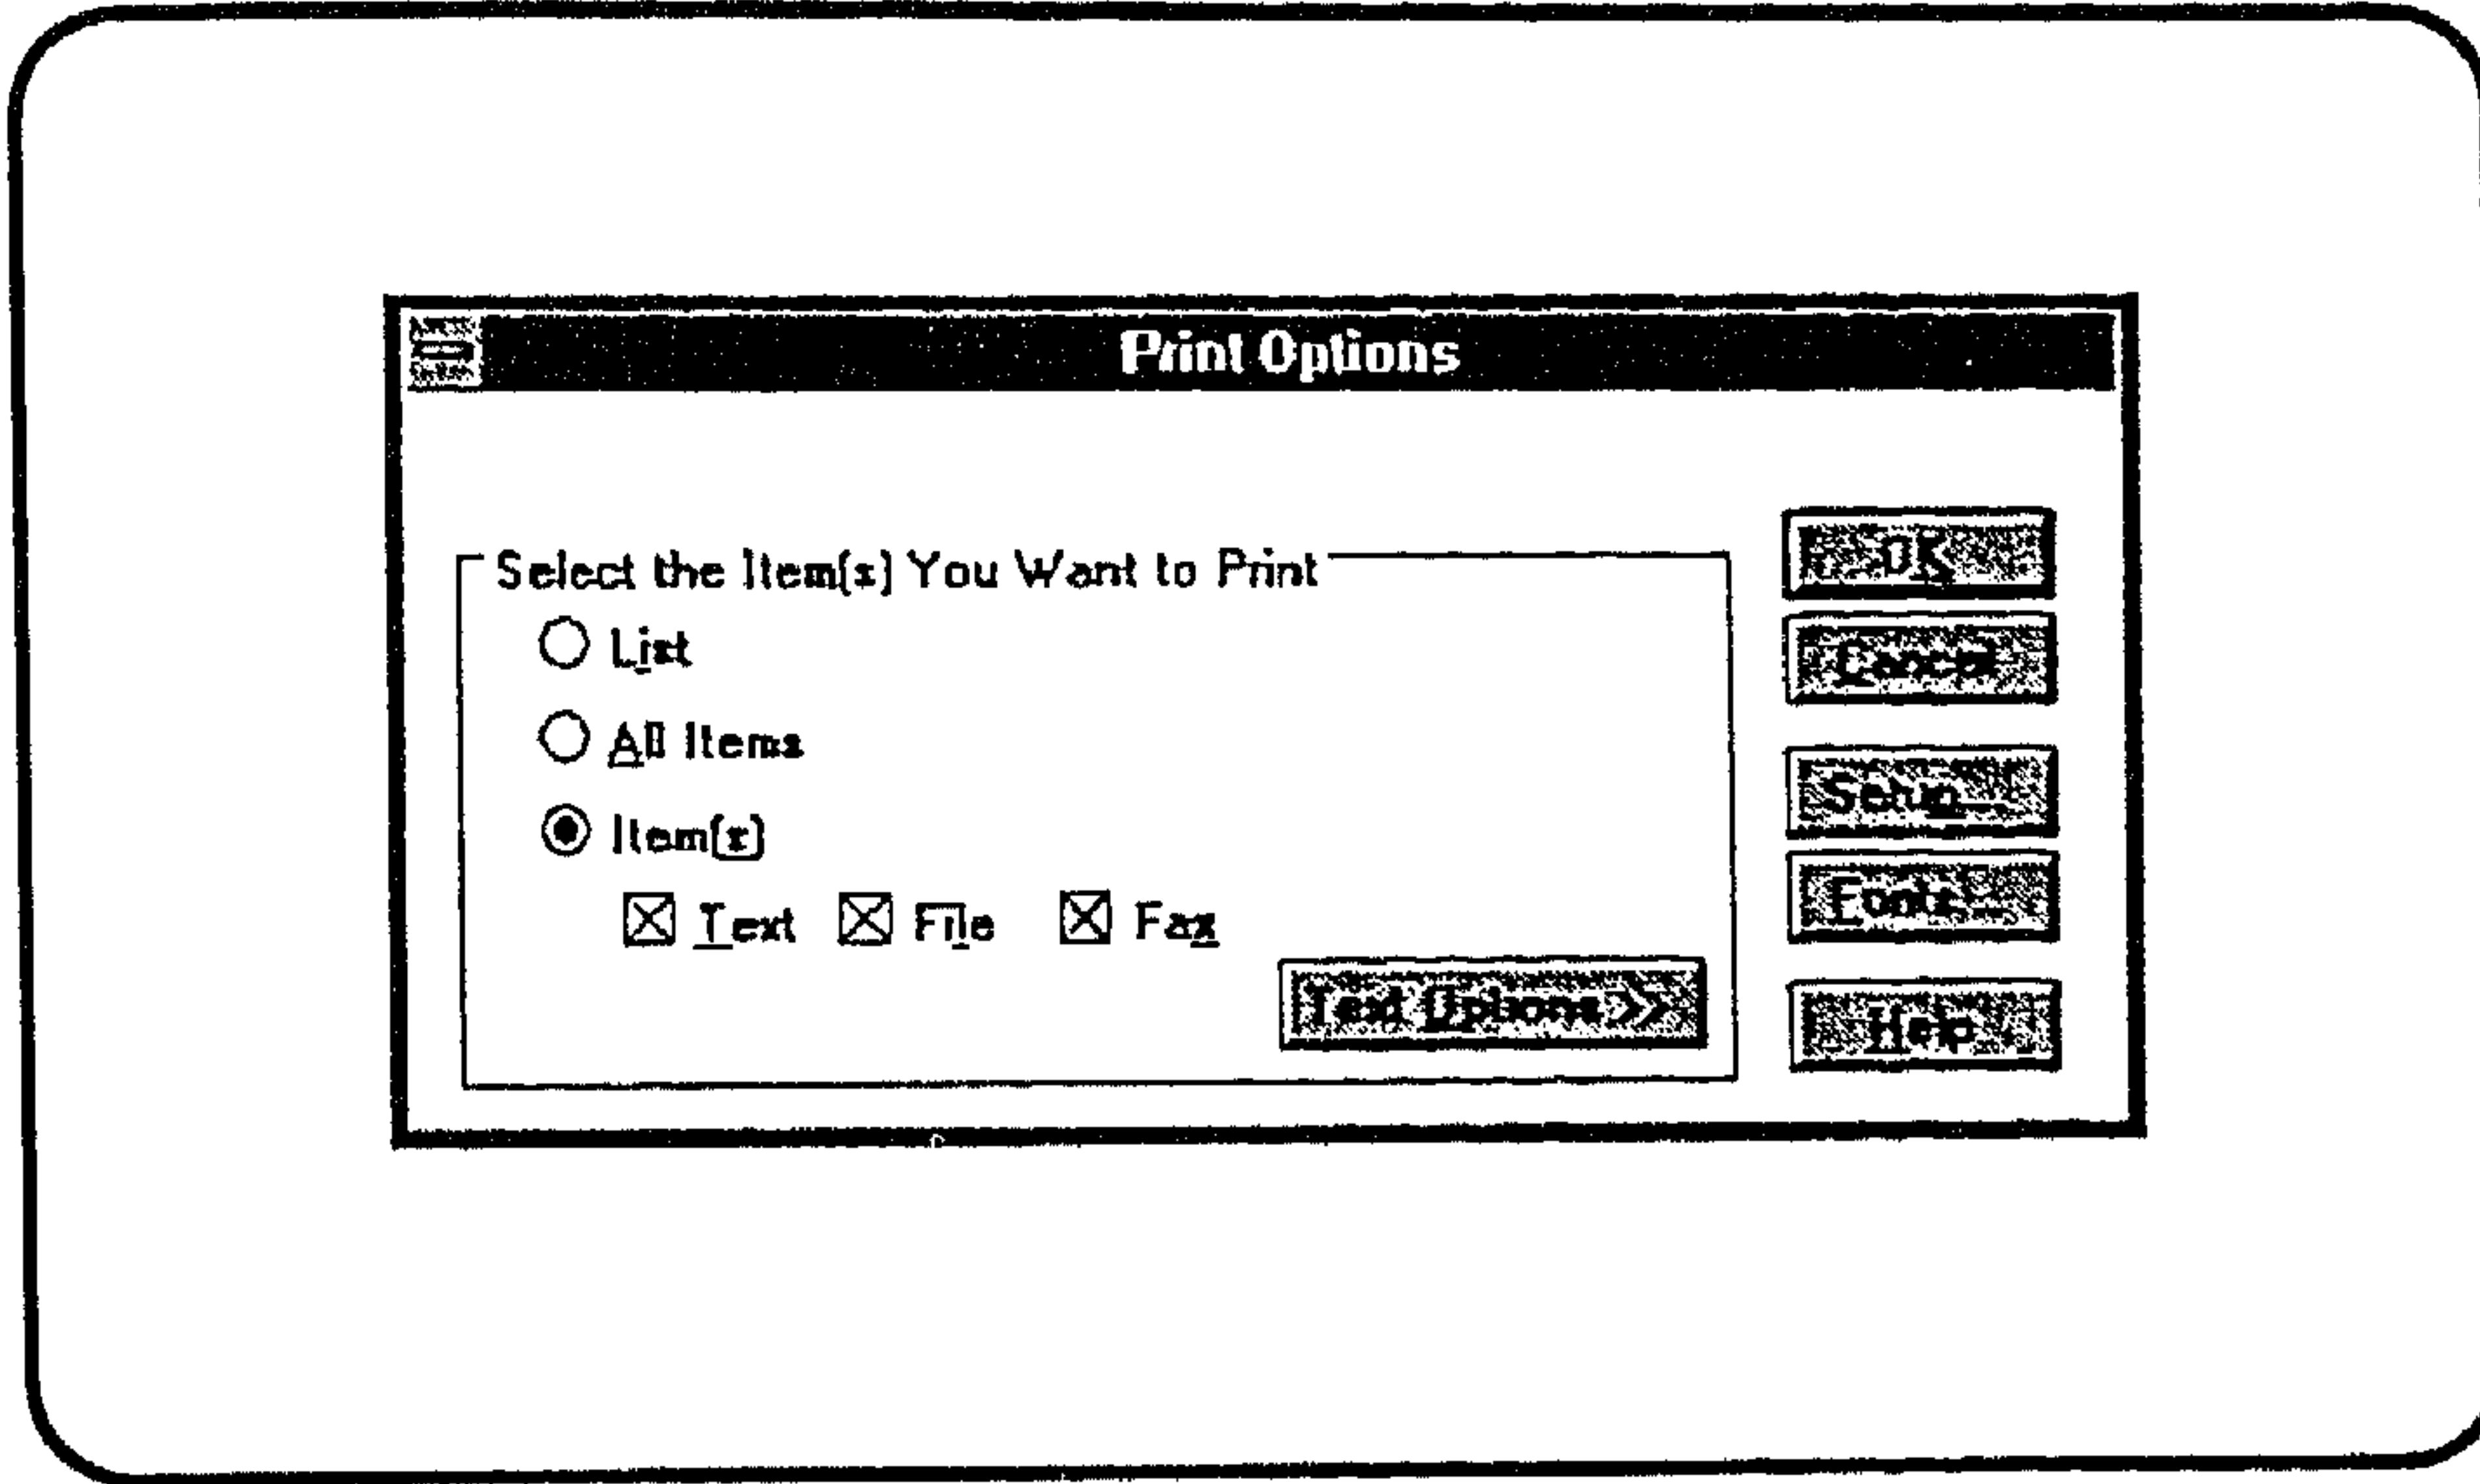 Print Options
Select the Item(s) You Want to Print
List
All Items
Item(s)
Text File Fax
Text Options>>
OK
Cancel
Setup...
Fonts...
Help